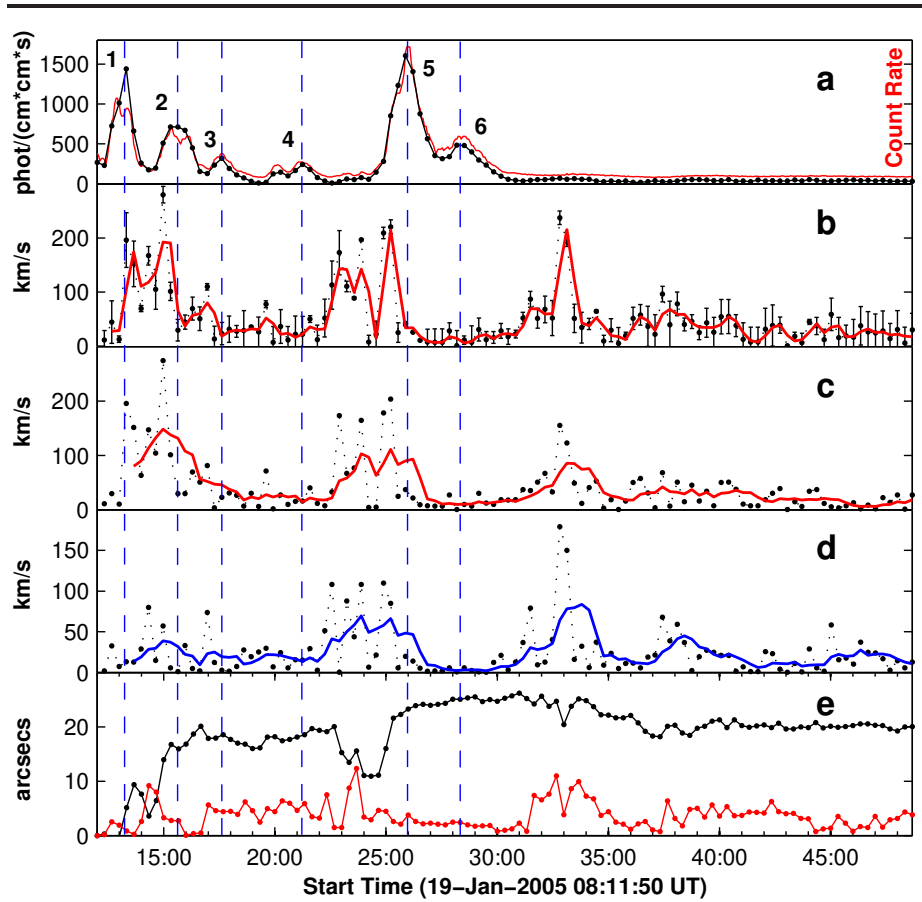 phot/(cm*cm*s)
1500
1000
500
0
1
2
3
4
5
6
a
Count Rate
km/s
200
100
0
b
km/s
200
100
0
c
km/s
150
100
50
0
d
arcsecs
20
10
0
e
15:00 20:00 25:00 30:00 35:00 40:00 45:00
Start Time (19−Jan−2005 08:11:50 UT)